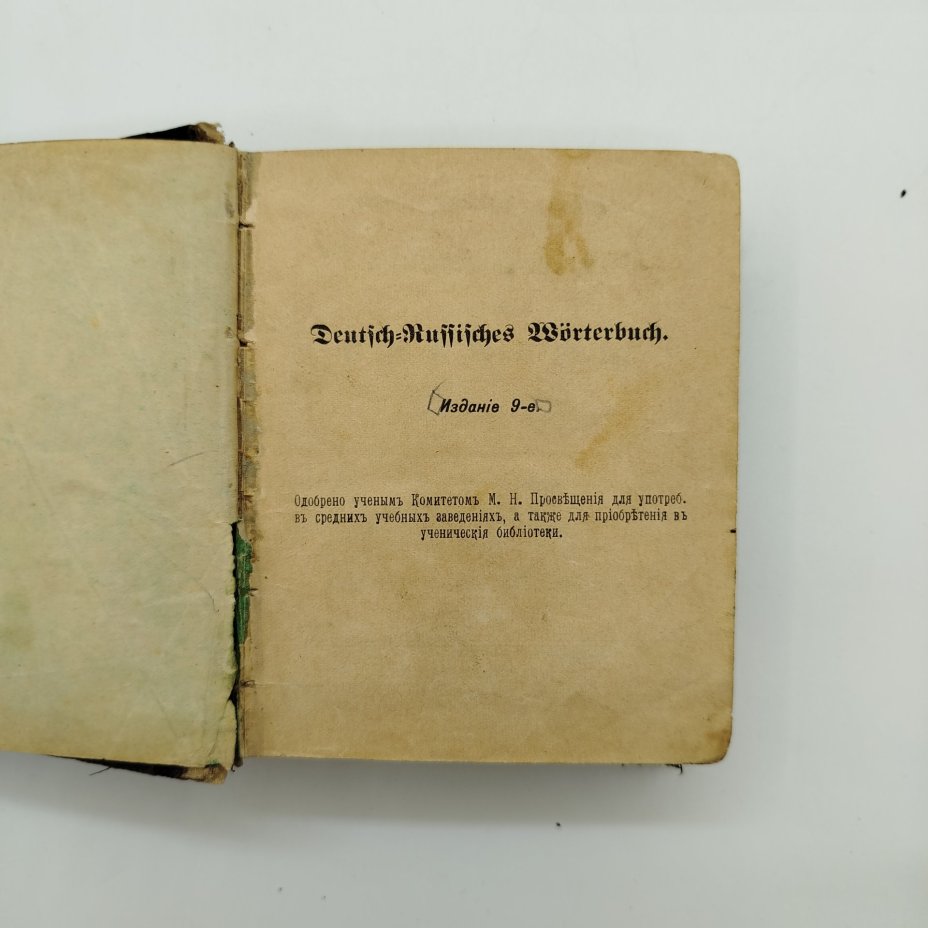 Deutsch-Russisches Wörterbuch.
Изданіе 9-е.
Одобрено ученымъ Комитетомъ М. Н. Просвѣщенія для употреб.
въ среднихъ учебныхъ заведеніяхъ, а также для пріобрѣтенія въ
ученическія библіотеки.